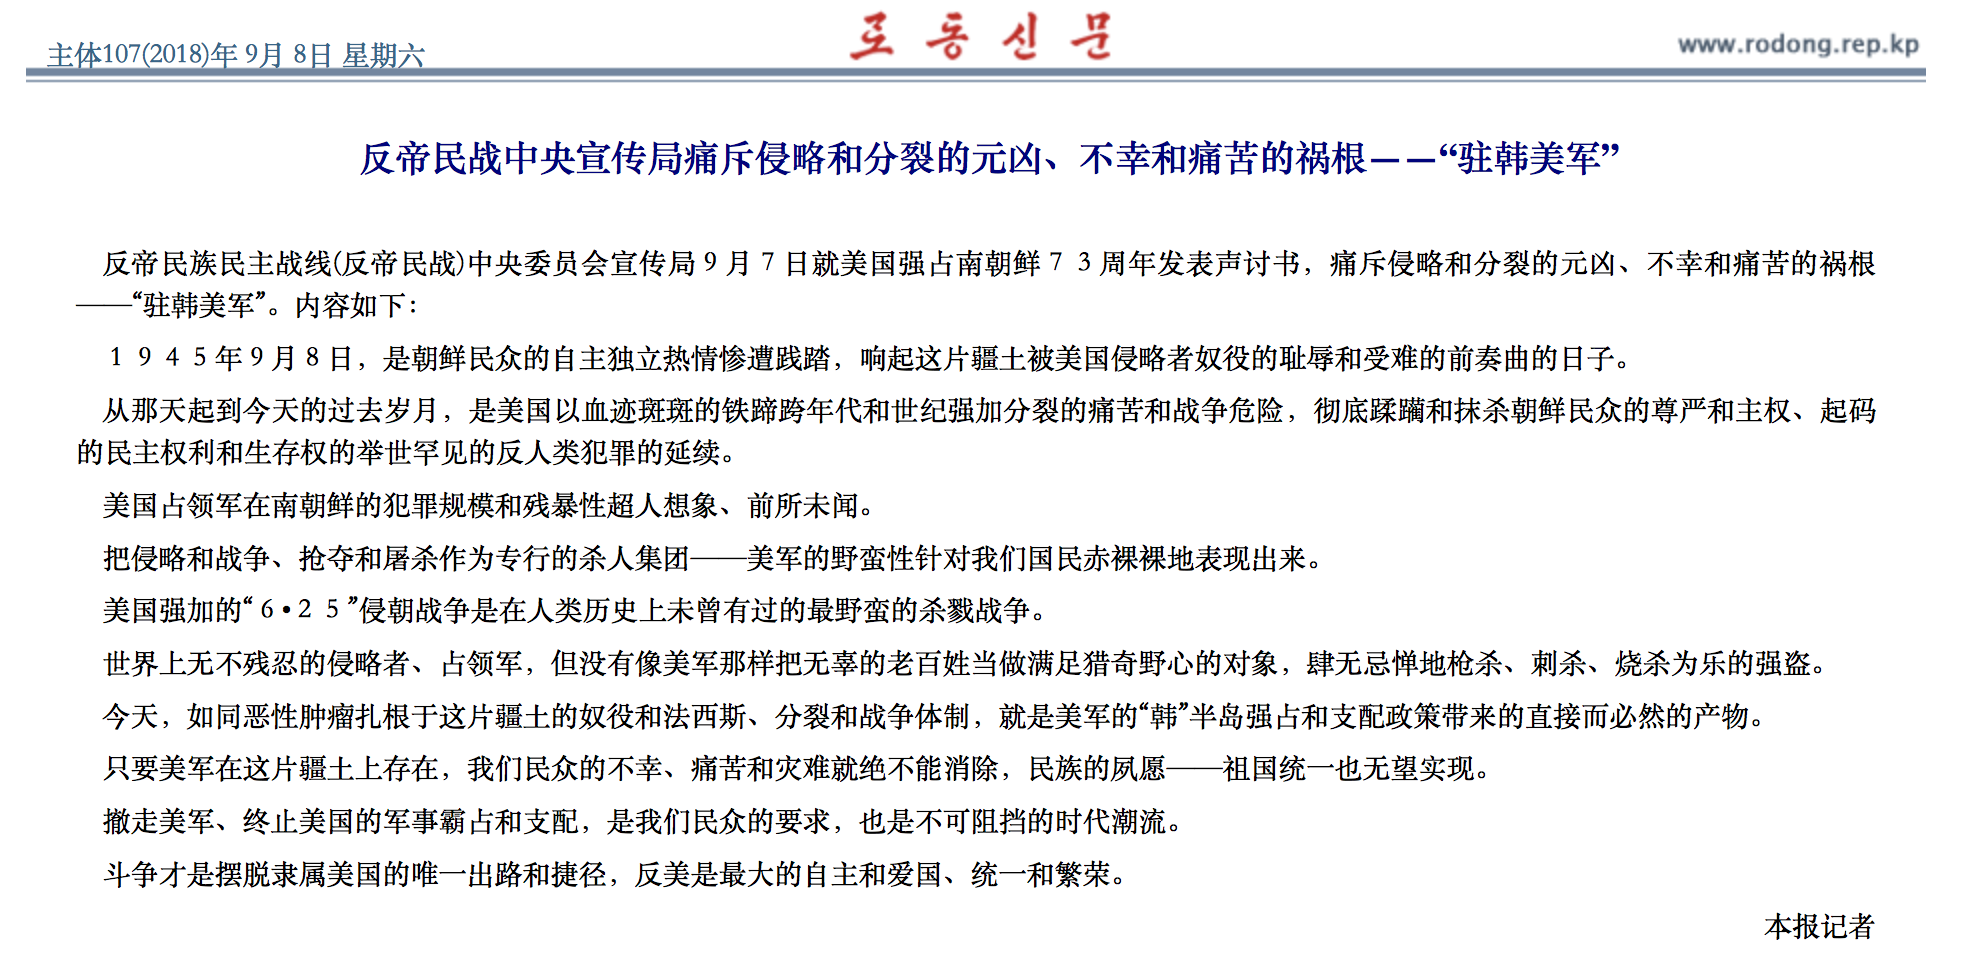 主体107(2018)年 9月 8日 星期六
로동신문
www.rodong.rep.kp
反帝民战中央宣传局痛斥侵略和分裂的元凶、不幸和痛苦的祸根——“驻韩美军”
反帝民族民主战线(反帝民战)中央委员会宣传局９月７日就美国强占南朝鲜７３周年发表声讨书，痛斥侵略和分裂的元凶、不幸和痛苦的祸根
——“驻韩美军”。内容如下：
１９４５年９月８日，是朝鲜民众的自主独立热情惨遭践踏，响起这片疆土被美国侵略者奴役的耻辱和受难的前奏曲的日子。
从那天起到今天的过去岁月，是美国以血迹斑斑的铁蹄跨年代和世纪强加分裂的痛苦和战争危险，彻底蹂躏和抹杀朝鲜民众的尊严和主权、起码
的民主权利和生存权的举世罕见的反人类犯罪的延续。
美国占领军在南朝鲜的犯罪规模和残暴性超人想象、前所未闻。
把侵略和战争、抢夺和屠杀作为专行的杀人集团——美军的野蛮性针对我们国民赤裸裸地表现出来。
美国强加的“６•２５”侵朝战争是在人类历史上未曾有过的最野蛮的杀戮战争。
世界上无不残忍的侵略者、占领军，但没有像美军那样把无辜的老百姓当做满足猎奇野心的对象，肆无忌惮地枪杀、刺杀、烧杀为乐的强盗。
今天，如同恶性肿瘤扎根于这片疆土的奴役和法西斯、分裂和战争体制，就是美军的“韩”半岛强占和支配政策带来的直接而必然的产物。
只要美军在这片疆土上存在，我们民众的不幸、痛苦和灾难就绝不能消除，民族的夙愿——祖国统一也无望实现。
撤走美军、终止美国的军事霸占和支配，是我们民众的要求，也是不可阻挡的时代潮流。
斗争才是摆脱隶属美国的唯一出路和捷径，反美是最大的自主和爱国、统一和繁荣。
本报记者